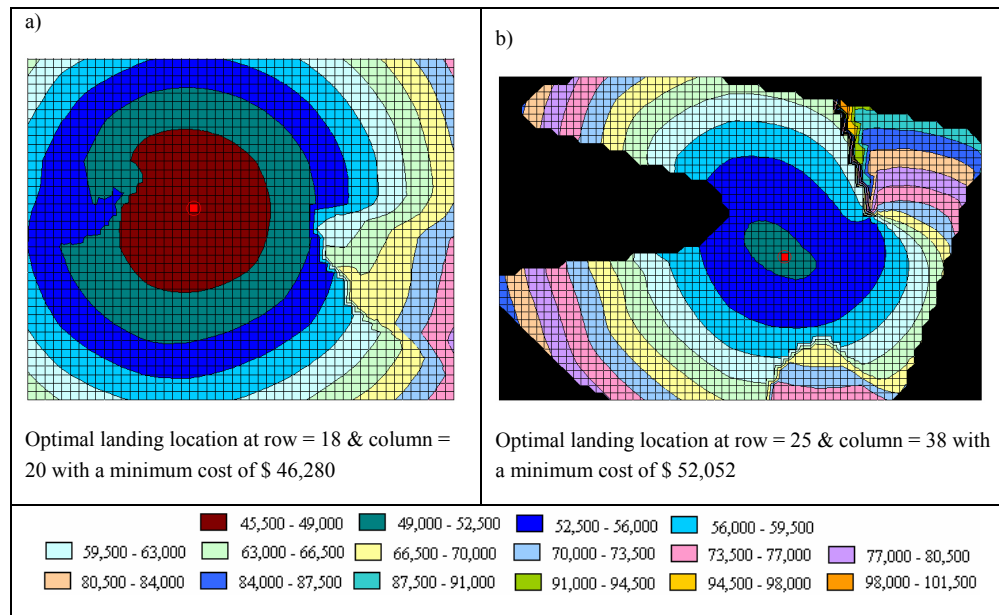 a)
Optimal landing location at row = 18 & column =
20 with a minimum cost of $ 46,280
b)
Optimal landing location at row = 25 & column = 38 with
a minimum cost of $ 52,052
45,500 - 49,000 49,000 - 52,500 52,500 - 56,000 56,000 - 59,500
59,500 - 63,000 63,000 - 66,500 66,500 - 70,000 70,000 - 73,500 73,500 - 77,000 77,000 - 80,500
80,500 - 84,000 84,000 - 87,500 87,500 - 91,000 91,000 - 94,500 94,500 - 98,000 98,000 - 101,500